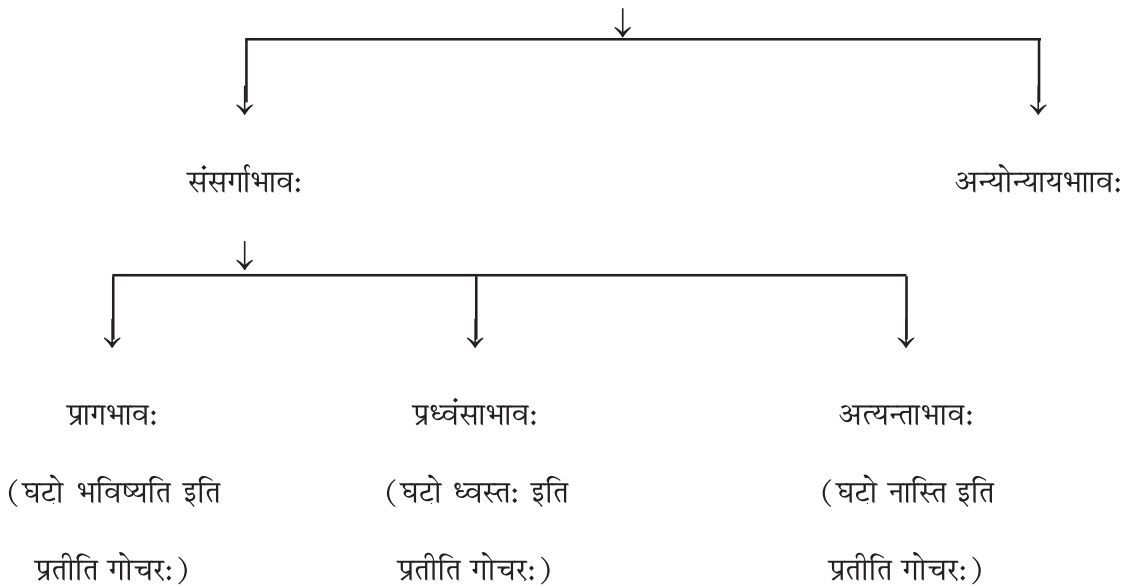 संसर्गाभाव:
अन्योन्यायभााव:
प्रागभाव:
प्रध्वंसाभाव:
अत्यन्ताभाव:
(घटो भविष्यति इति
प्रतीति गोचर:)
(घटो ध्वस्त: इति
प्रतीति गोचर:)
(घटो नास्ति इति
प्रतीति गोचर:)